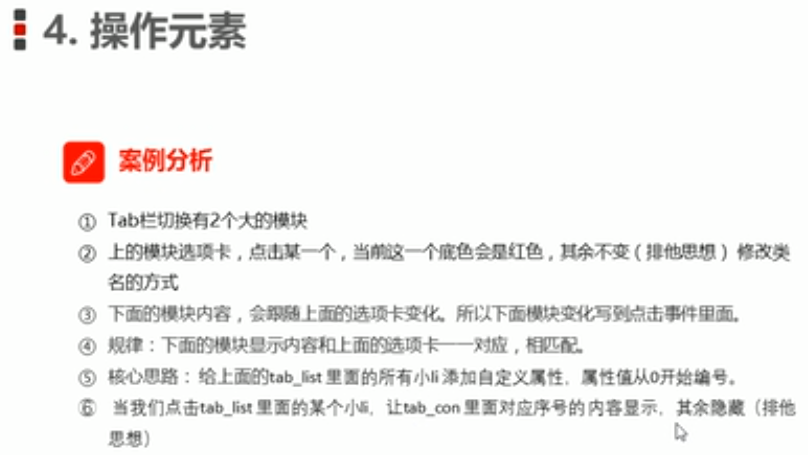 4. 操作元素
案例分析
① Tab栏切换有2个大的模块
② 上的模块选项卡，点击某一个，当前这一个底色会是红色，其余不变（排他思想） 修改类
名的方式
③ 下面的模块内容，会跟随上面的选项卡变化。所以下面模块变化写到点击事件里面。
④ 规律：下面的模块显示内容和上面的选项卡一一对应，相匹配。
⑤ 核心思路： 给上面的tab_list 里面的所有小li 添加自定义属性，属性值从0开始编号。
⑥ 当我们点击tab_list 里面的某个小li，让tab_con 里面对应序号的 内容显示，其余隐藏（排他
思想）